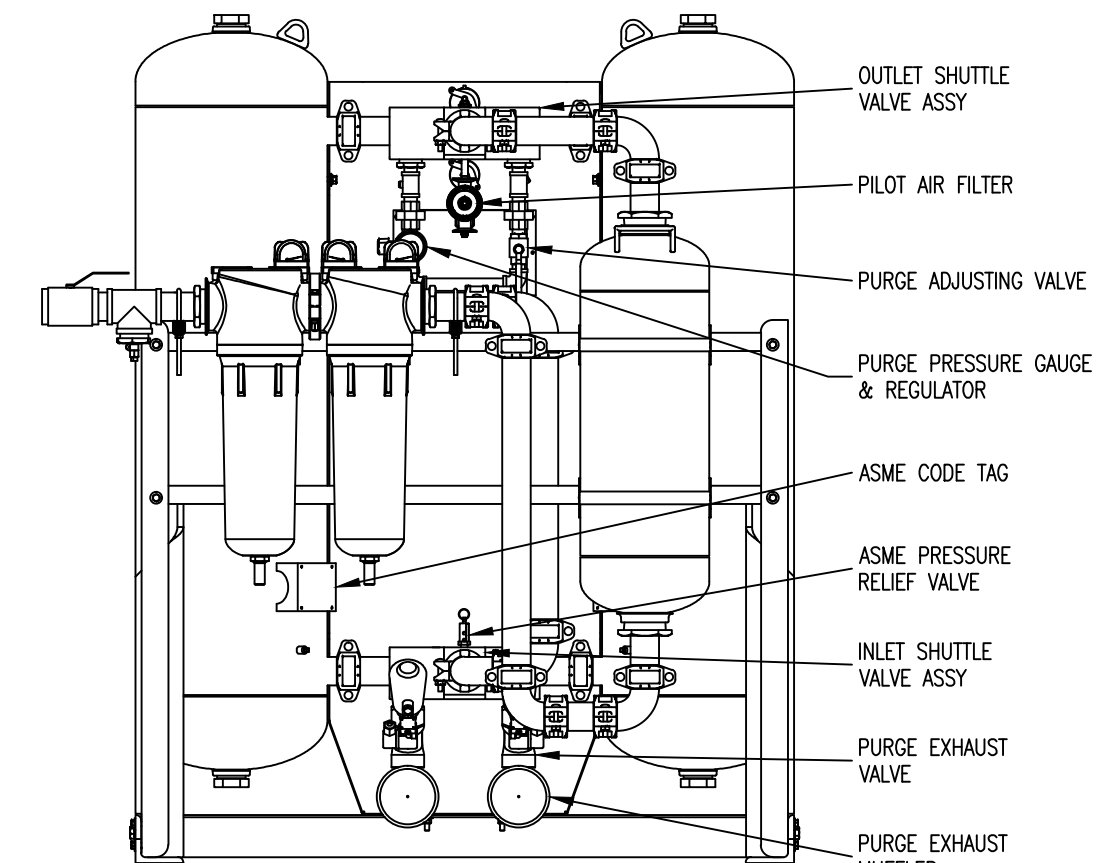 OUTLET SHUTTLE
VALVE ASSY
PILOT AIR FILTER
PURGE ADJUSTING VALVE
PURGE PRESSURE GAUGE
& REGULATOR
ASME CODE TAG
ASME PRESSURE
RELIEF VALVE
INLET SHUTTLE
VALVE ASSY
PURGE EXHAUST
VALVE
PURGE EXHAUST